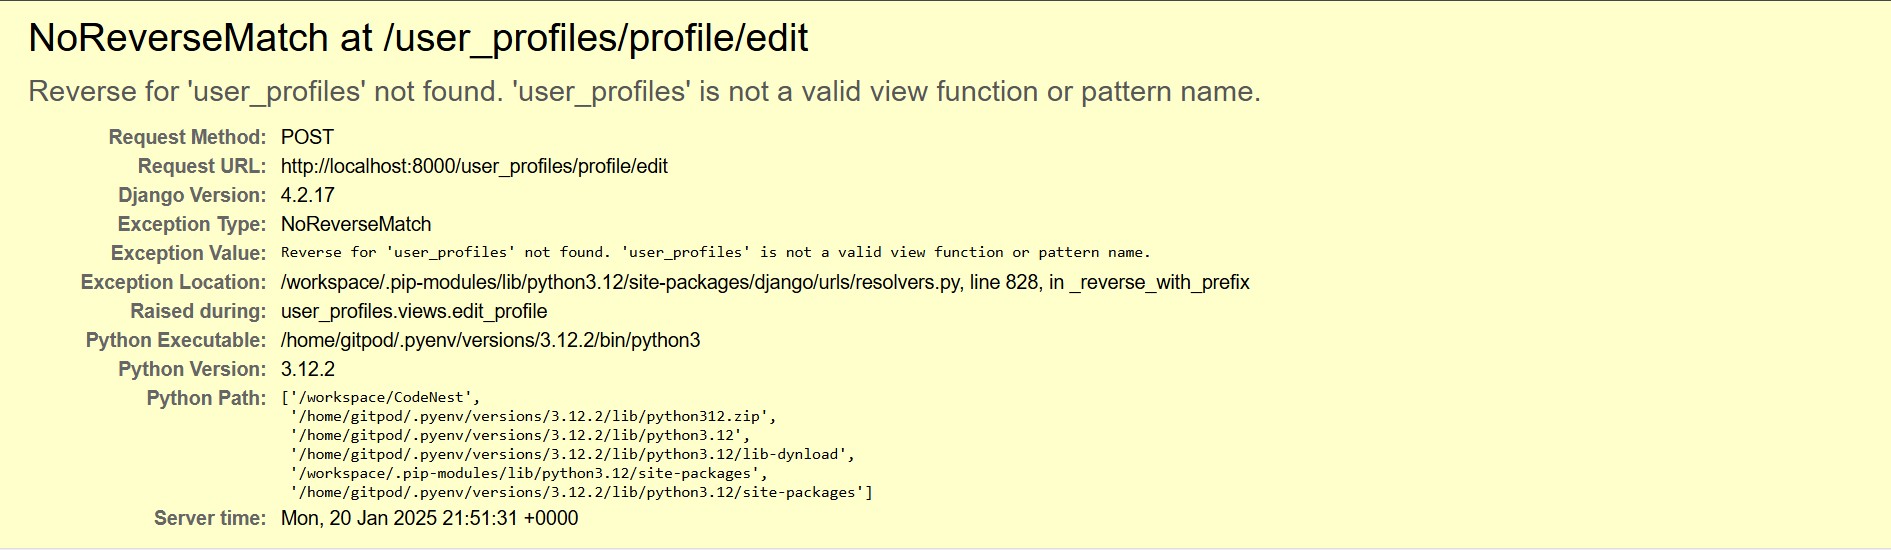 NoReverseMatch at /user_profiles/profile/edit
Reverse for 'user_profiles' not found. 'user_profiles' is not a valid view function or pattern name.
Request Method: POST
Request URL: http://localhost:8000/user_profiles/profile/edit
Django Version: 4.2.17
Exception Type: NoReverseMatch
Exception Value: Reverse for 'user_profiles' not found. 'user_profiles' is not a valid view function or pattern name.
Exception Location: /workspace/.pip-modules/lib/python3.12/site-packages/django/urls/resolvers.py, line 828, in _reverse_with_prefix
Raised during: user_profiles.views.edit_profile
Python Executable: /home/gitpod/.pyenv/versions/3.12.2/bin/python3
Python Version: 3.12.2
Python Path: ['/workspace/CodeNest',
'/home/gitpod/.pyenv/versions/3.12.2/lib/python312.zip',
'/home/gitpod/.pyenv/versions/3.12.2/lib/python3.12',
'/home/gitpod/.pyenv/versions/3.12.2/lib/python3.12/lib-dynload',
'/workspace/.pip-modules/lib/python3.12/site-packages',
'/home/gitpod/.pyenv/versions/3.12.2/lib/python3.12/site-packages']
Server time: Mon, 20 Jan 2025 21:51:31 +0000